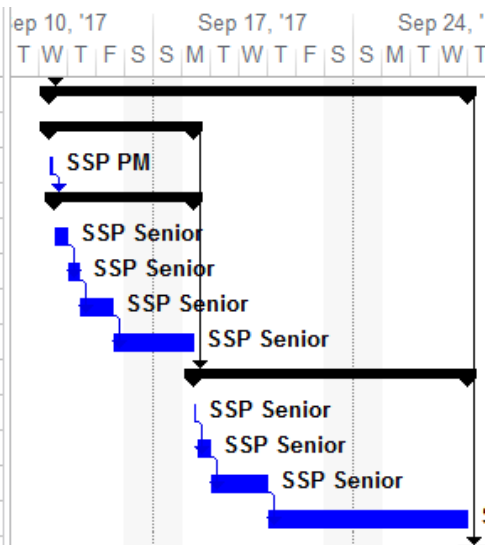 ep 10, '17 Sep 17, '17 Sep 24, '
T W T F S S M T W T F S S M T W T
SSP PM
SSP Senior
SSP Senior
SSP Senior
SSP Senior
SSP Senior
SSP Senior
SSP Senior
S